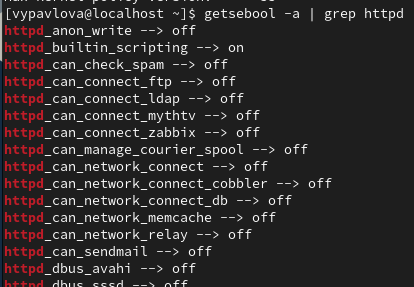 [vypavlova@localhost ~]$ getsebool -a | grep httpd
httpd_anon_write --> off
httpd_builtin_scripting --> on
httpd_can_check_spam --> off
httpd_can_connect_ftp --> off
httpd_can_connect_ldap --> off
httpd_can_connect_mythtv --> off
httpd_can_connect_zabbix --> off
httpd_can_manage_courier_spool --> off
httpd_can_network_connect --> off
httpd_can_network_connect_cobbler --> off
httpd_can_network_connect_db --> off
httpd_can_network_memcache --> off
httpd_can_network_relay --> off
httpd_can_sendmail --> off
httpd_dbus_avahi --> off
httpd_dbus_sssd --> off